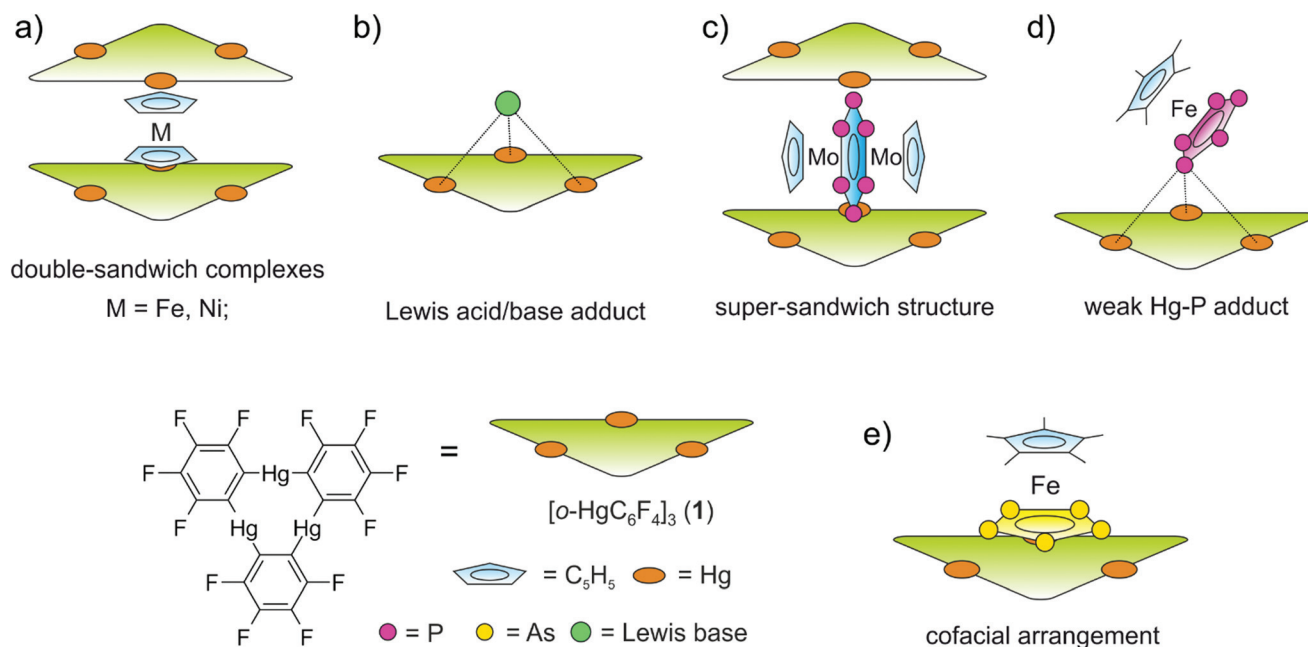 a)
b)
c)
d)
M
Mo Mo
Fe
double-sandwich complexes
M = Fe, Ni;
Lewis acid/base adduct
super-sandwich structure
weak Hg-P adduct
F F F F
F Hg F
Hg Hg
F F
F F
F F
=
[o-HgC₆F₄]₃ (1)
= C₅H₅ = Hg
= P = As = Lewis base
e)
Fe
cofacial arrangement